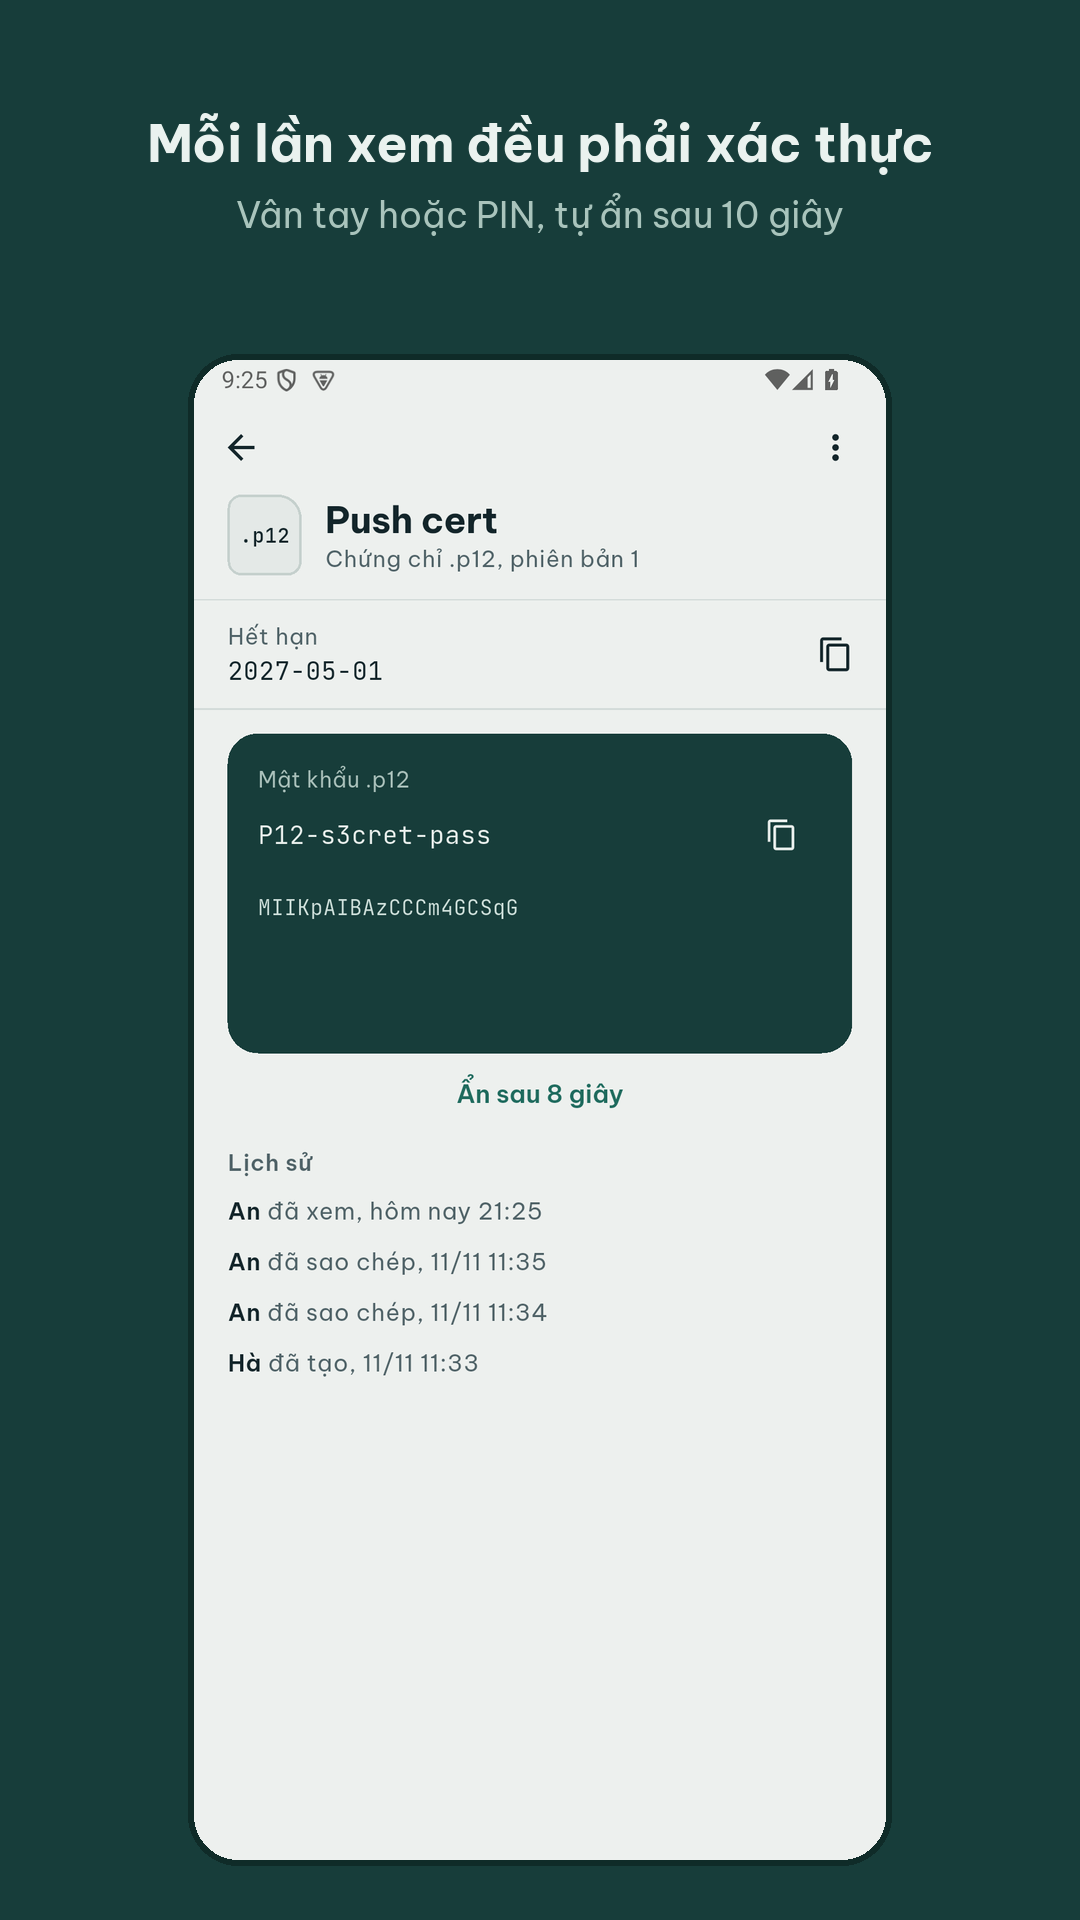 Mỗi lần xem đều phải xác thực
Vân tay hoặc PIN, tự ẩn sau 10 giây
9:25
.p12
Push cert
Chứng chỉ .p12, phiên bản 1
Hết hạn
2027-05-01
Mật khẩu .p12
P12-s3cret-pass
MIIKpAIBAzCCCm4GCSqG
Ẩn sau 8 giây
Lịch sử
An đã xem, hôm nay 21:25
An đã sao chép, 11/11 11:35
An đã sao chép, 11/11 11:34
Hà đã tạo, 11/11 11:33